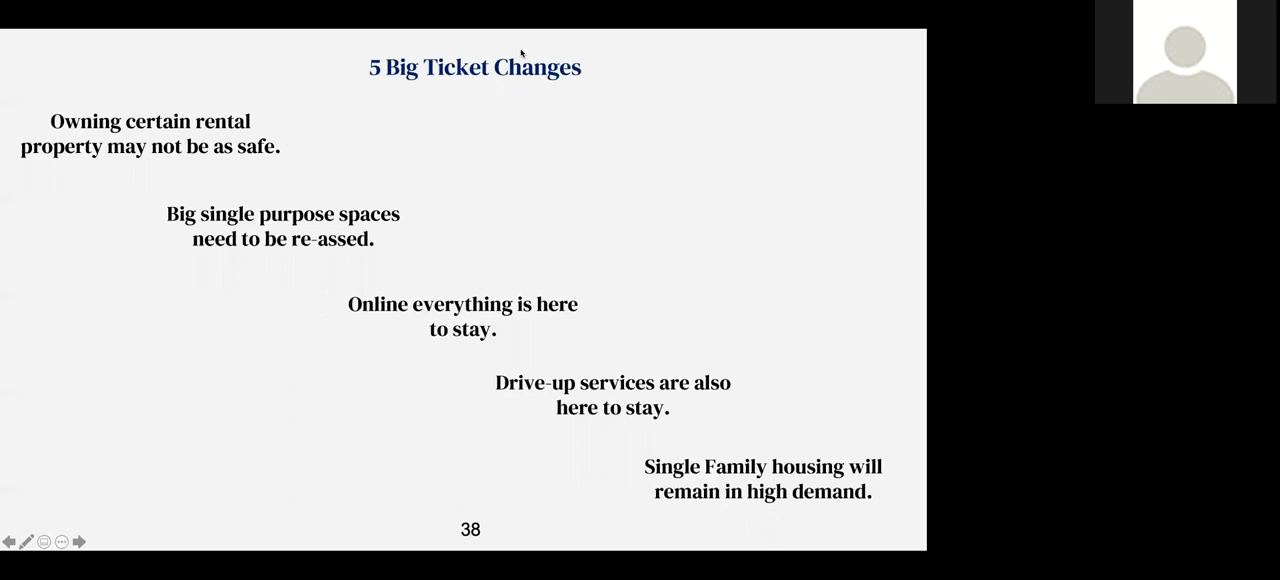 5 Big Ticket Changes
Owning certain rental
property may not be as safe.
Big single purpose spaces
need to be re-assed.
Online everything is here
to stay.
Drive-up services are also
here to stay.
Single Family housing will
remain in high demand.
38